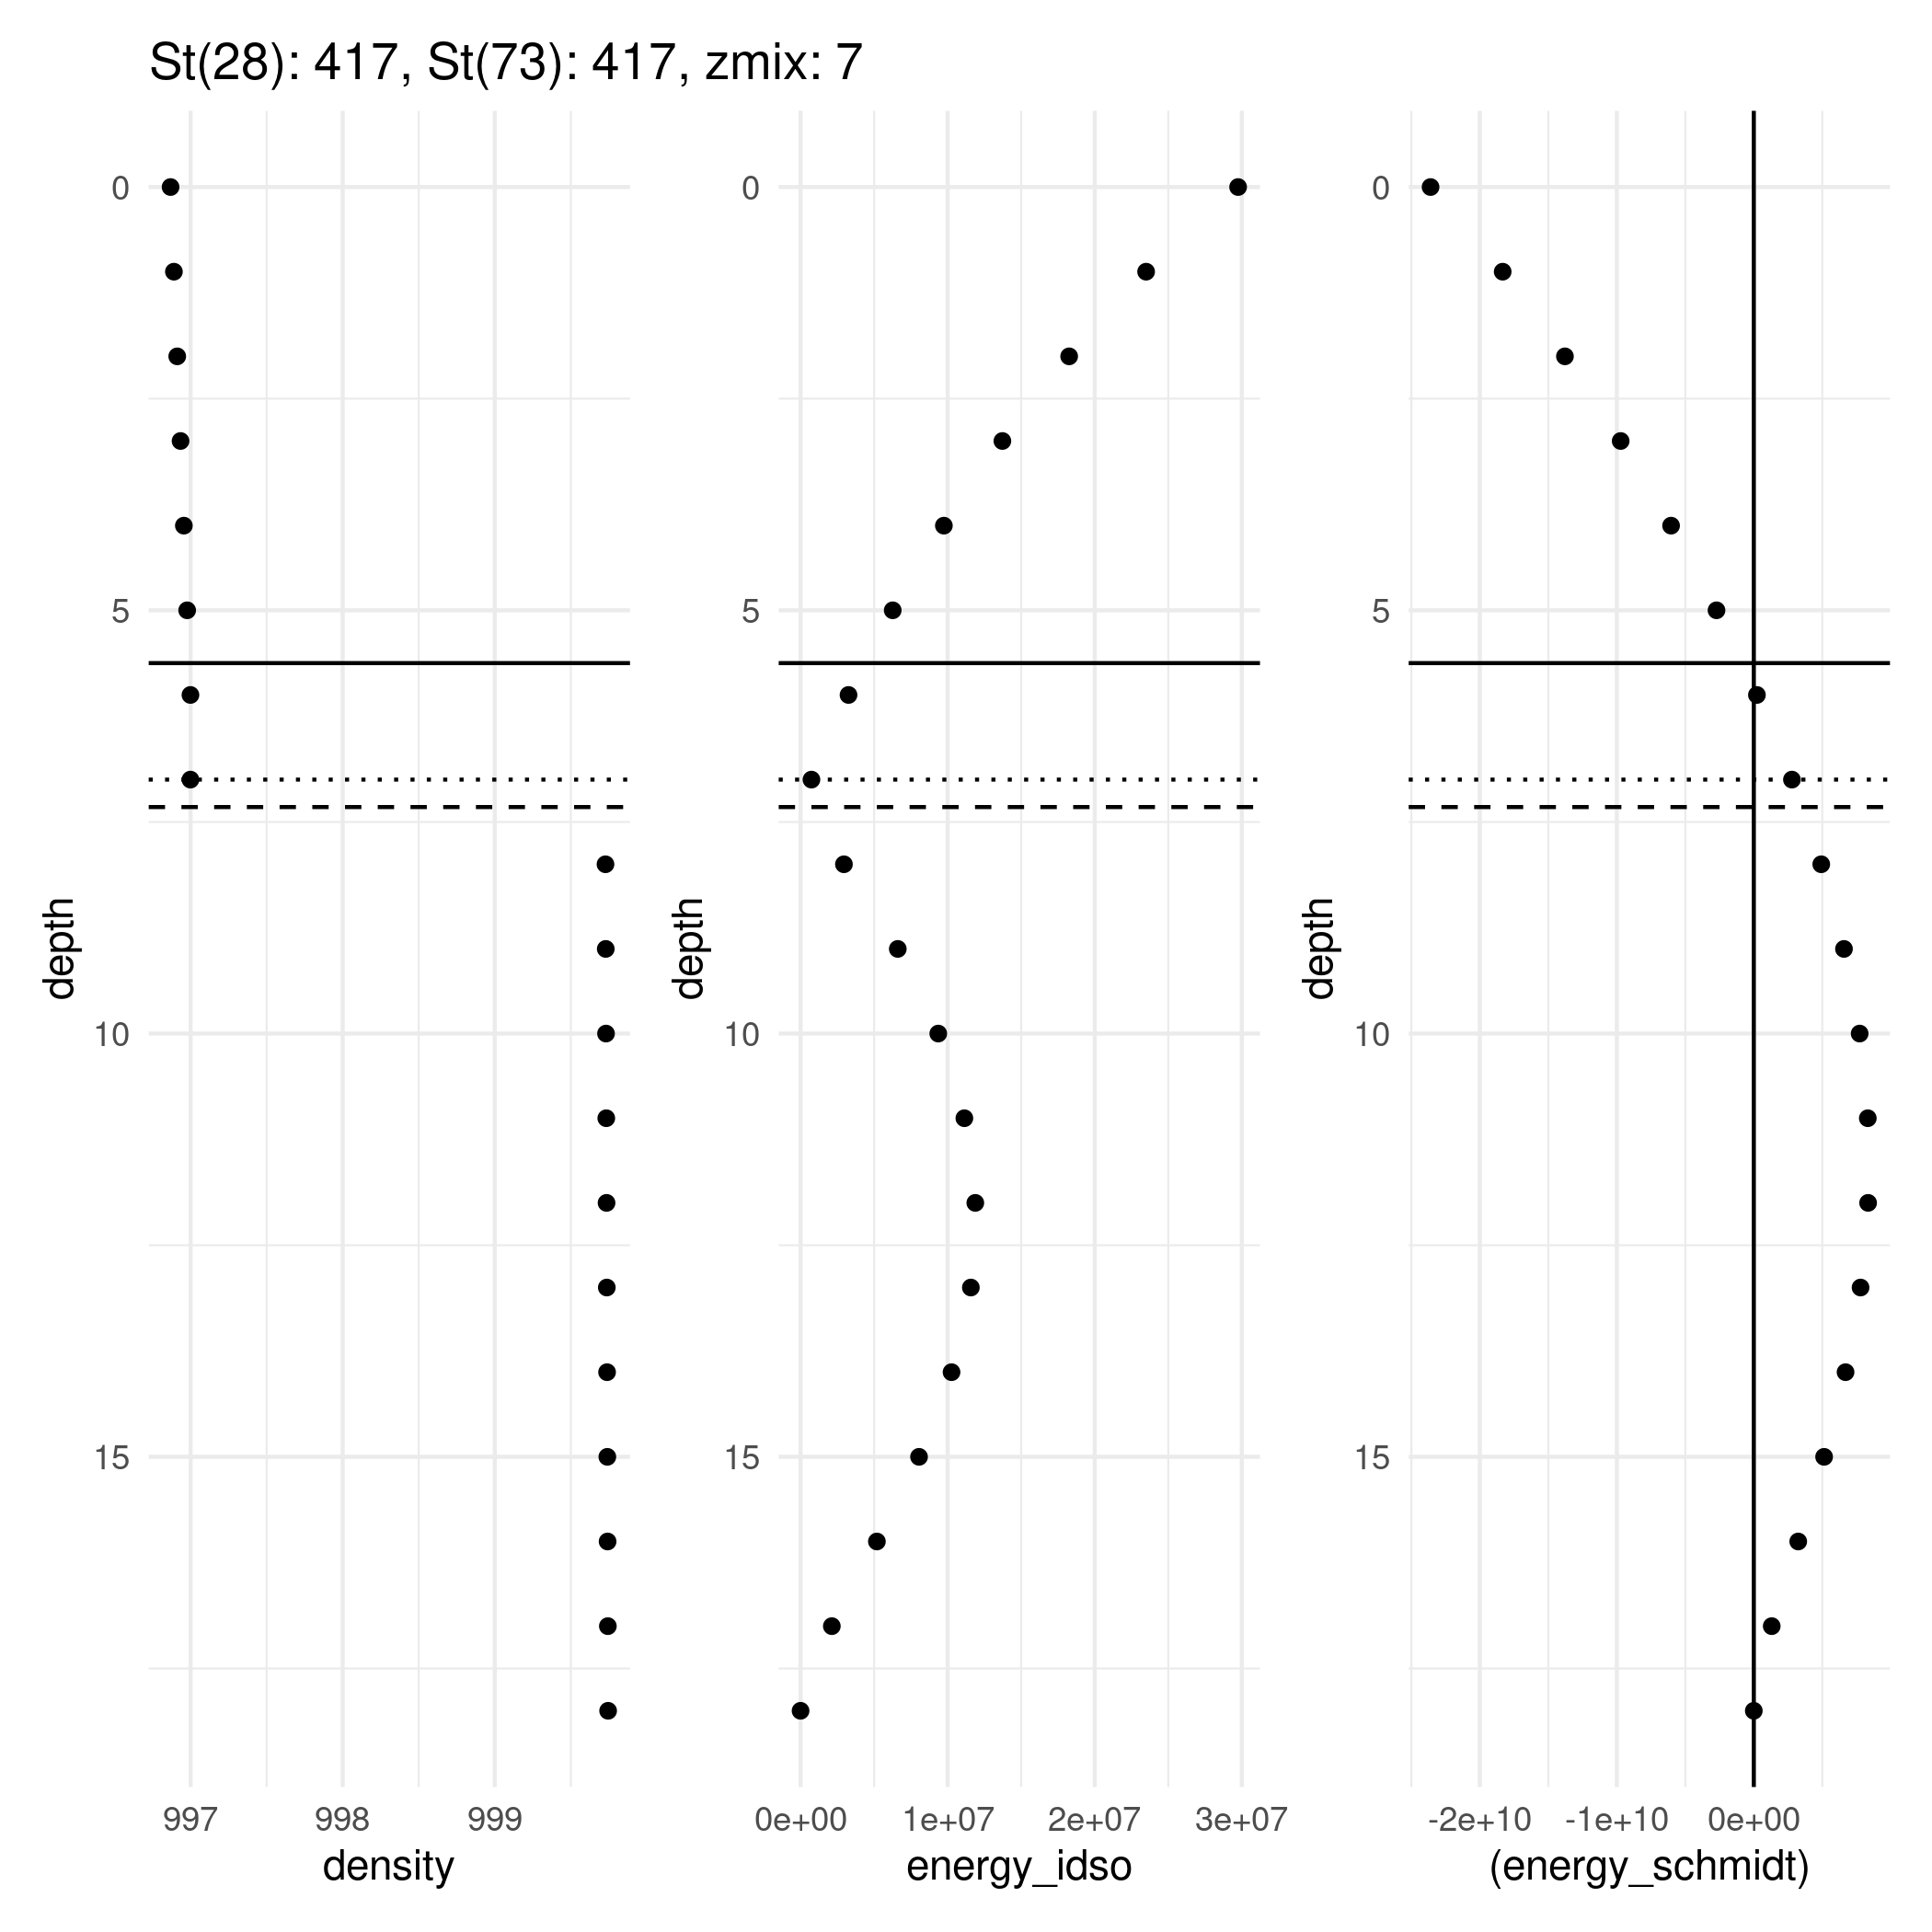 St(28): 417, St(73): 417, zmix: 7
depth
0
5
10
15
997 998 999
density
depth
0
5
10
15
0e+00 1e+07 2e+07 3e+07
energy_idso
depth
0
5
10
15
-2e+10 -1e+10 0e+00
(energy_schmidt)